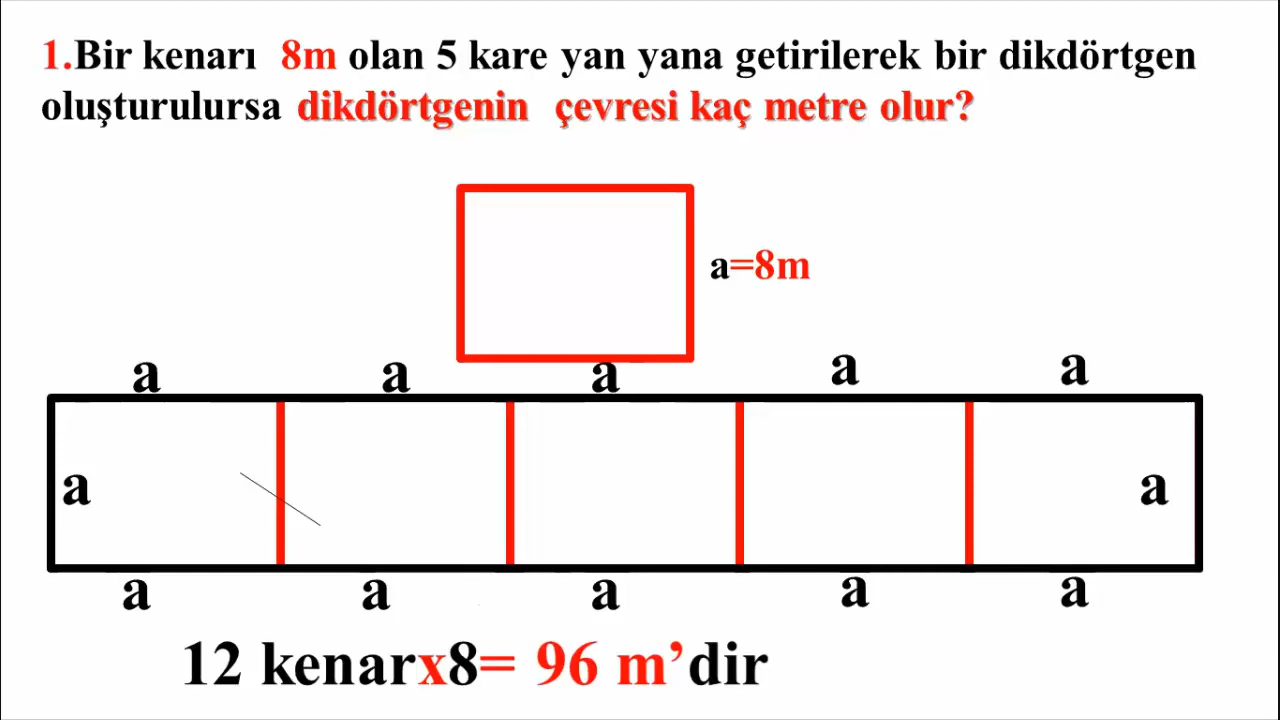 1.Bir kenarı 8m olan 5 kare yan yana getirilerek bir dikdörtgen
oluşturulursa dikdörtgenin çevresi kaç metre olur?
a=8m
a a a a a
a a
a a a a a
12 kenarx8= 96 m’dir